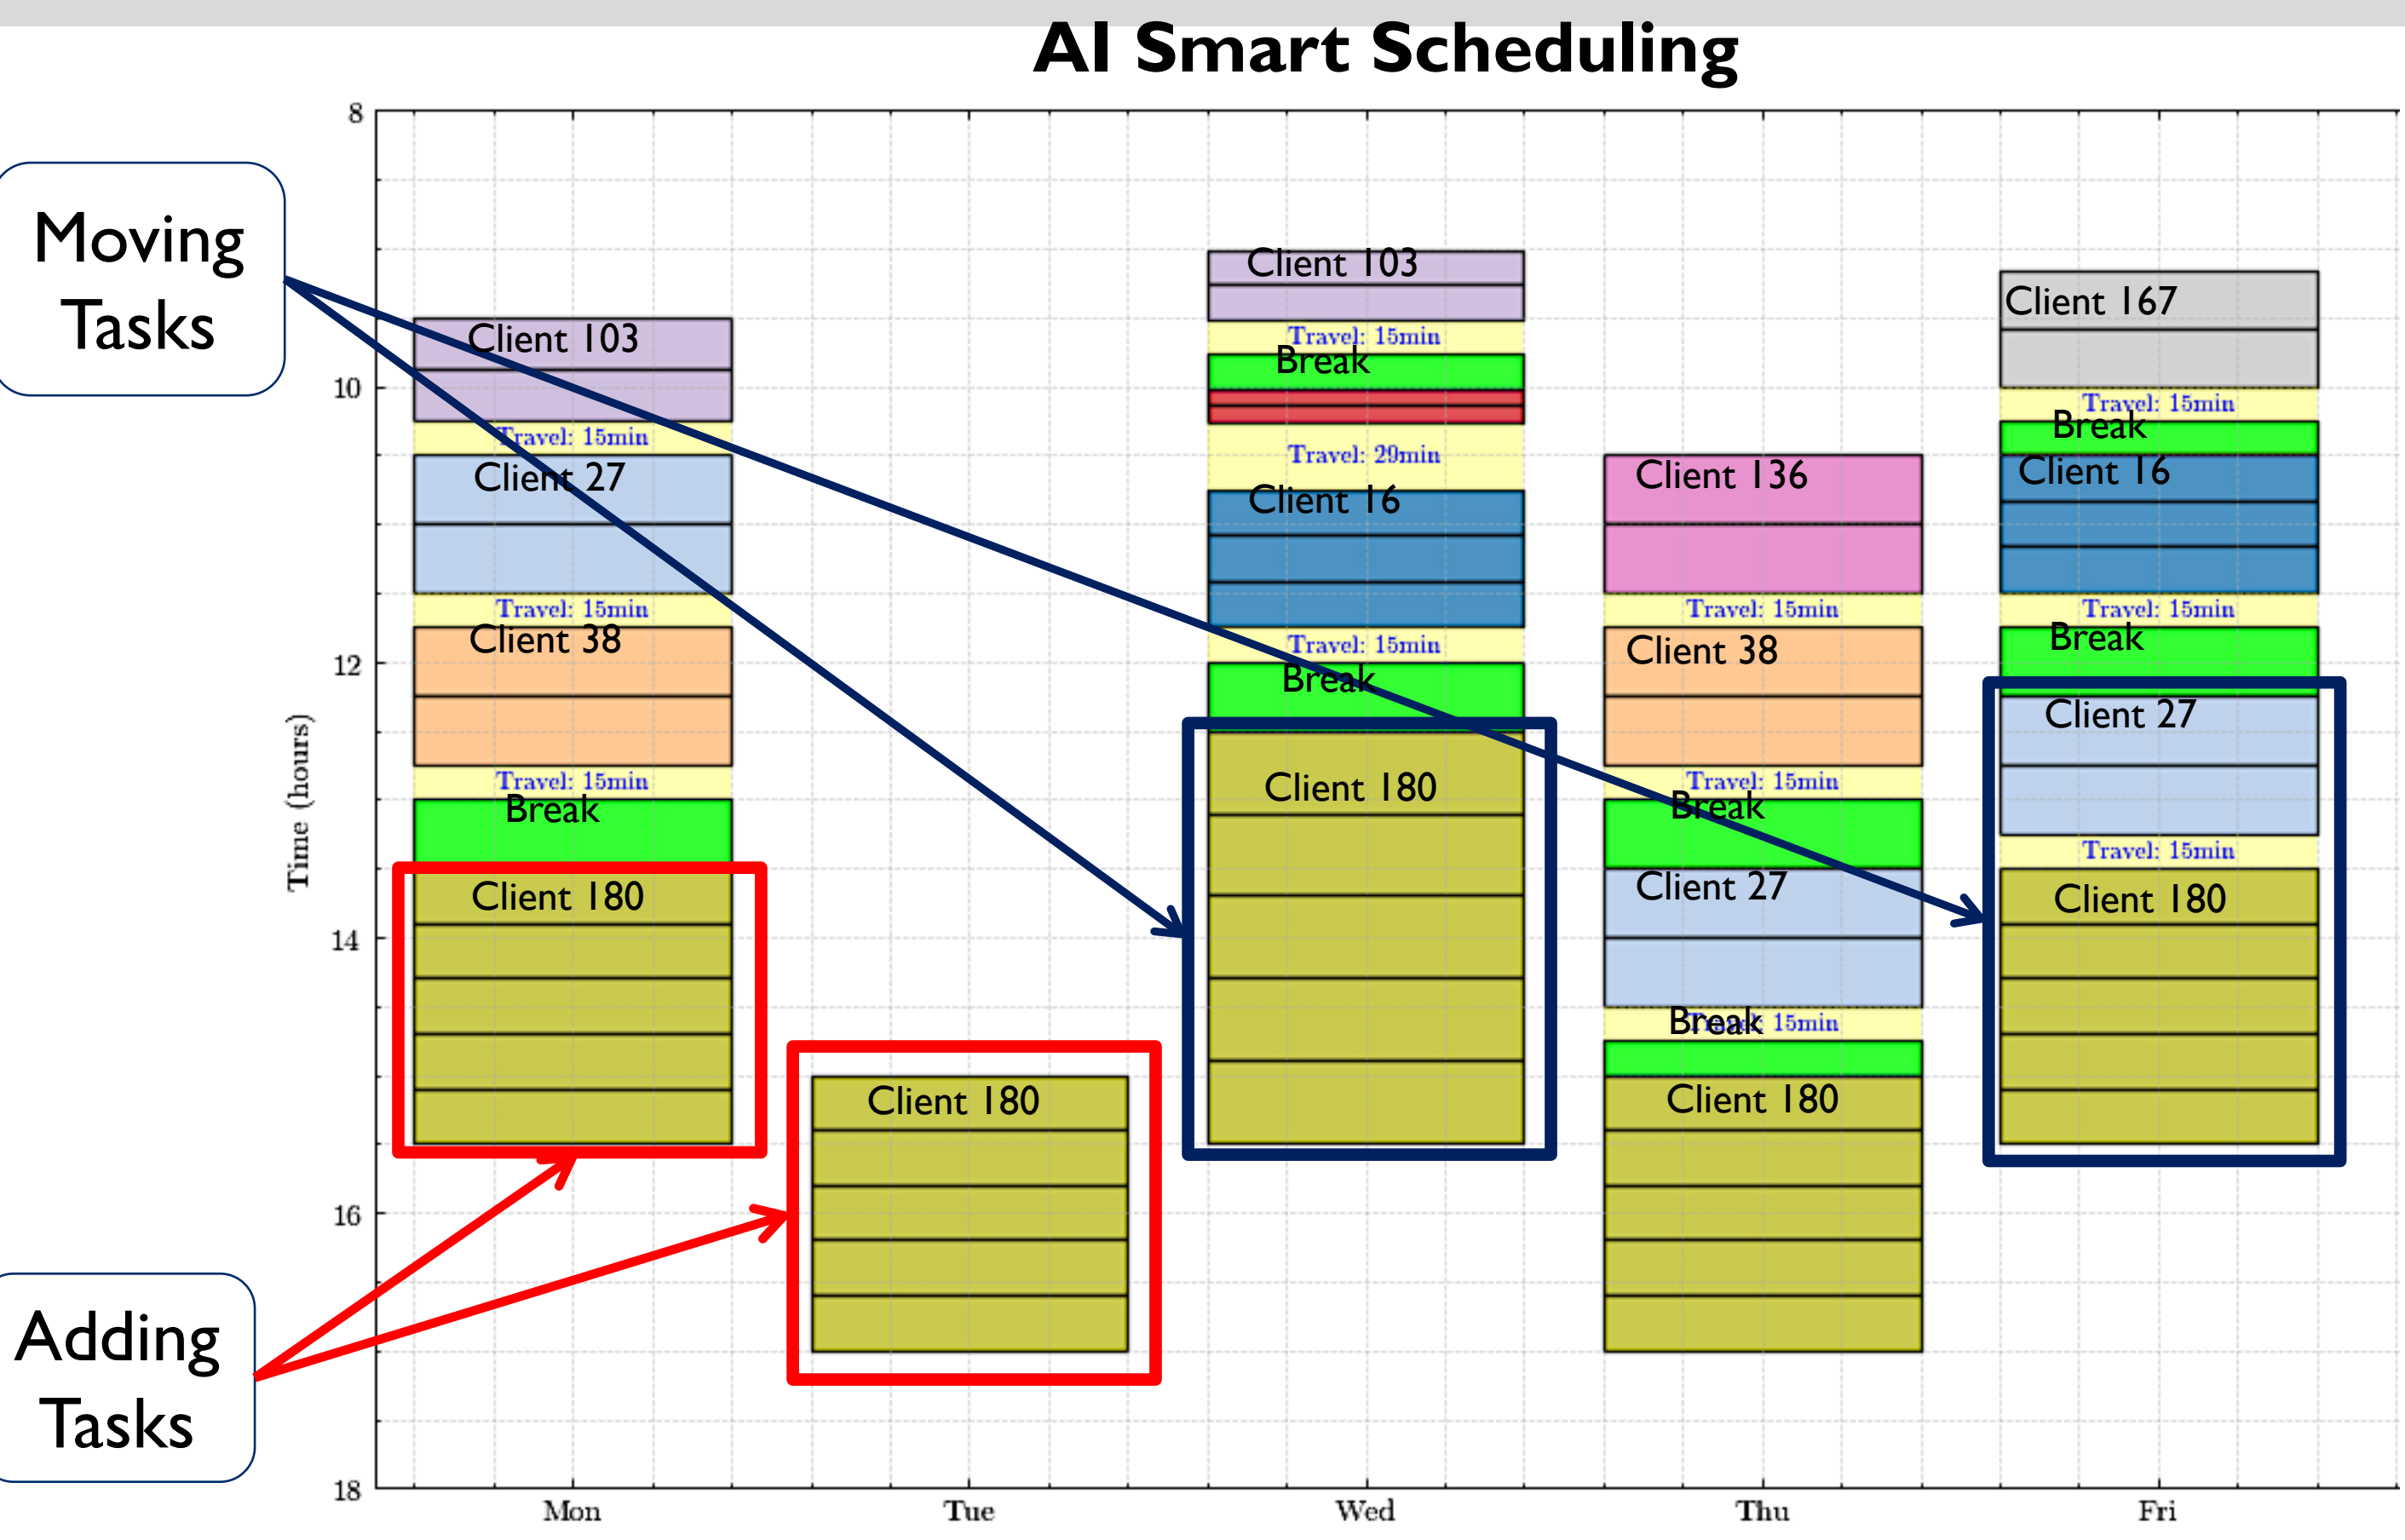 AI Smart Scheduling
Moving
Tasks
Adding
Tasks
Time (hours)
8
10
12
14
16
18
Client 103
Travel: 15min
Client 27
Travel: 15min
Client 38
Travel: 15min
Break
Client 180
Mon
Client 180
Tue
Client 103
Travel: 15min
Break
Travel: 29min
Client 16
Travel: 15min
Break
Client 180
Wed
Client 136
Travel: 15min
Client 38
Travel: 15min
Break
Client 27
Break
Travel: 15min
Client 180
Thu
Client 167
Travel: 15min
Break
Client 16
Travel: 15min
Break
Client 27
Travel: 15min
Client 180
Fri